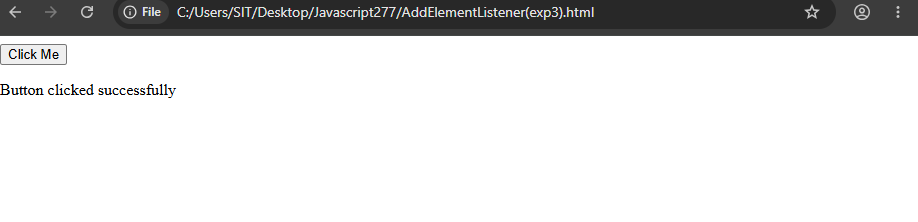 File C:/Users/SIT/Desktop/Javascript277/AddElementListener(exp3).html
Click Me
Button clicked successfully